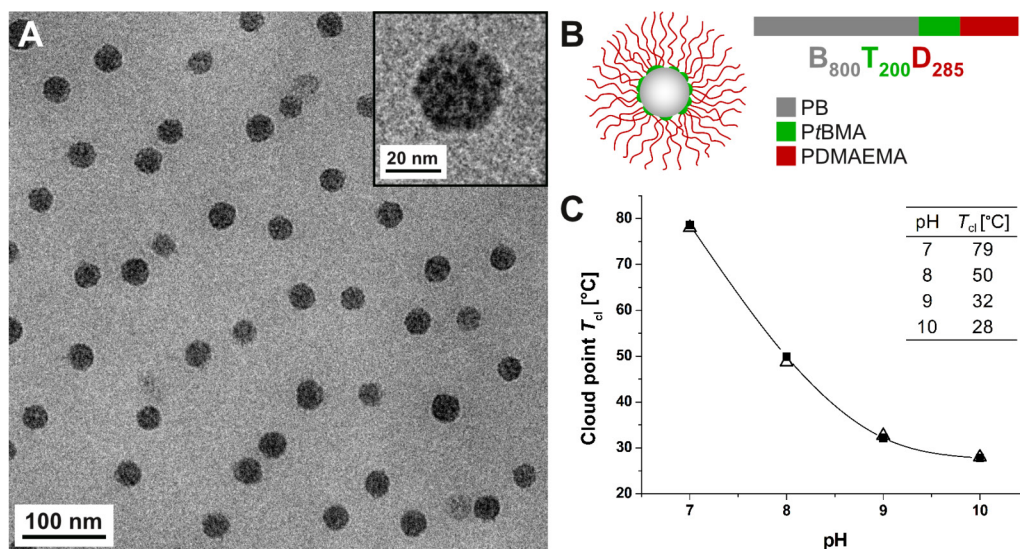 A
20 nm
100 nm
B
B800T200D285
PB
PtBMA
PDMAEMA
C
Cloud point Tcl [°C]
80
70
60
50
40
30
20
7 8 9 10
pH
pH Tcl [°C]
7 79
8 50
9 32
10 28